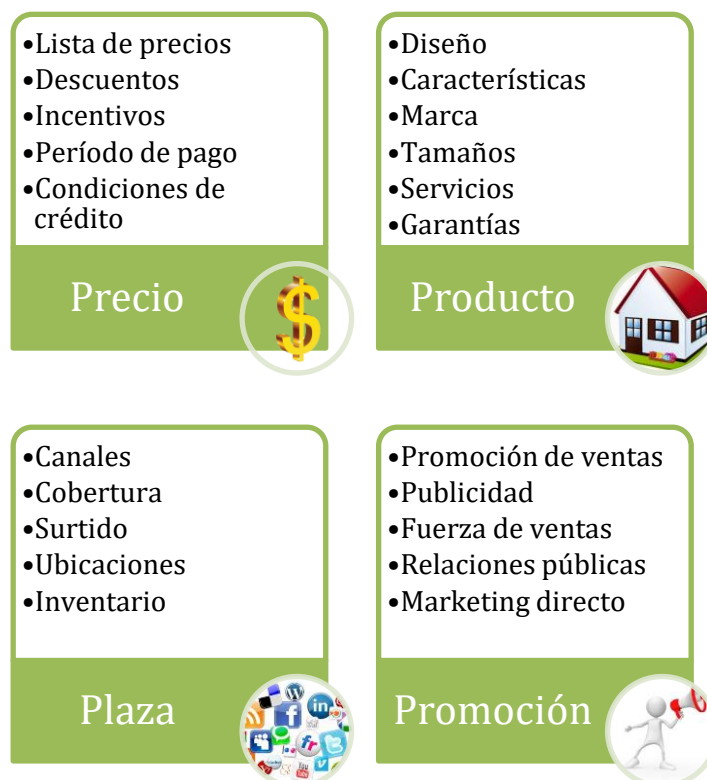 •Lista de precios
•Descuentos
•Incentivos
•Período de pago
•Condiciones de
crédito
Precio
•Diseño
•Características
•Marca
•Tamaños
•Servicios
•Garantías
Producto
•Canales
•Cobertura
•Surtido
•Ubicaciones
•Inventario
Plaza
•Promoción de ventas
•Publicidad
•Fuerza de ventas
•Relaciones públicas
•Marketing directo
Promoción